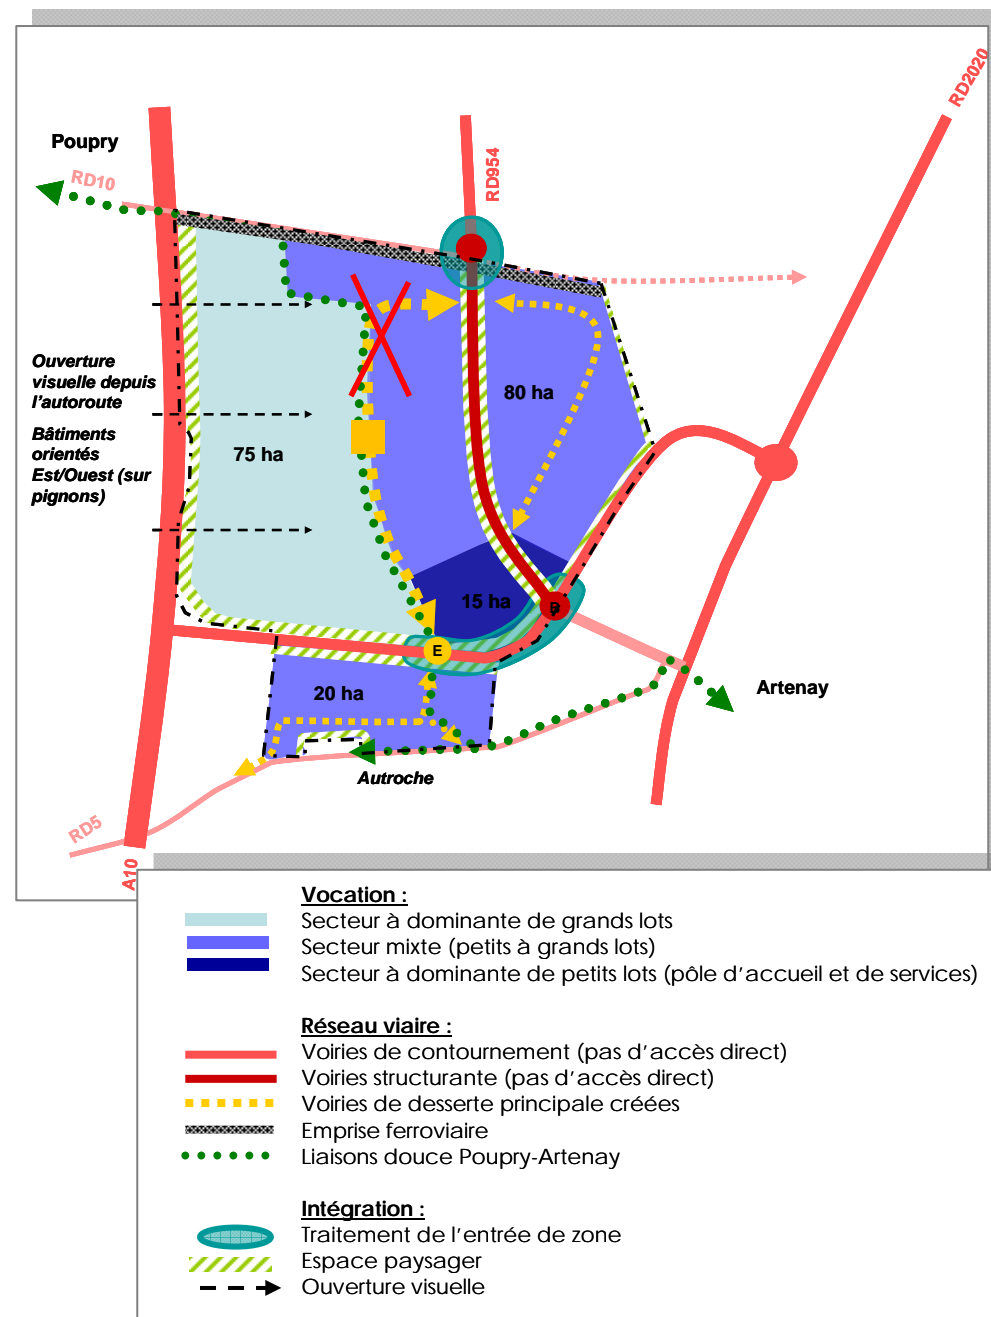 RD2020
Poupry
RD10
RD954
Ouverture
visuelle depuis
l'autoroute
Bâtiments
orientés
Est/Ouest (sur
pignons)
80 ha
75 ha
15 ha
E
20 ha
Artenay
Autroche
RD5
A10
Vocation :
Secteur à dominante de grands lots
Secteur mixte (petits à grands lots)
Secteur à dominante de petits lots (pôle d'accueil et de services)
Réseau viaire :
Voiries de contournement (pas d'accès direct)
Voiries structurante (pas d'accès direct)
Voiries de desserte principale créées
Emprise ferroviaire
Liaisons douce Poupry-Artenay
Intégration :
Traitement de l'entrée de zone
Espace paysager
Ouverture visuelle